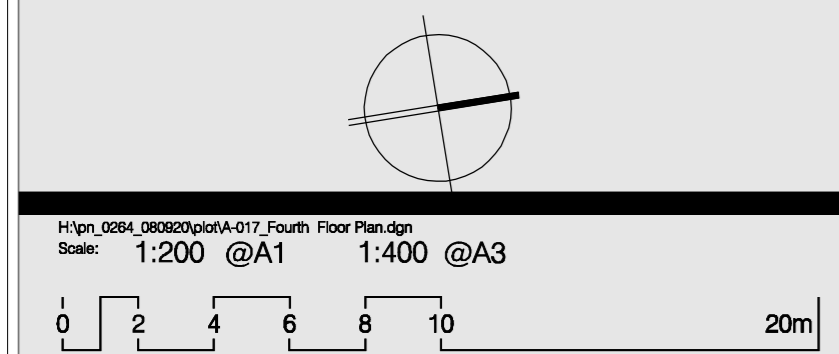 H:\pn_0264_080920\plot\A-017_Fourth Floor Plan.dgn
Scale: 1:200 @A1 1:400 @A3
0 2 4 6 8 10 20m